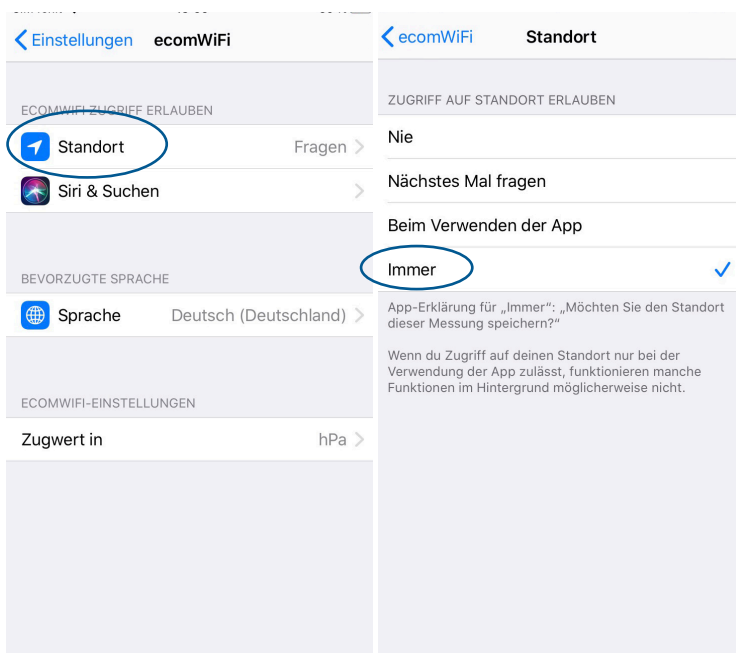 Einstellungen ecomWiFi
ECOMWIFI ZUGRIFF ERLAUBEN
Standort Fragen
Siri & Suchen
BEVORZUGTE SPRACHE
Sprache Deutsch (Deutschland)
ECOMWIFI-EINSTELLUNGEN
Zugwert in hPa
ecomWiFi Standort
ZUGRIFF AUF STANDORT ERLAUBEN
Nie
Nächstes Mal fragen
Beim Verwenden der App
Immer
App-Erklärung für „Immer“: „Möchten Sie den Standort
dieser Messung speichern?“
Wenn du Zugriff auf deinen Standort nur bei der
Verwendung der App zulässt, funktionieren manche
Funktionen im Hintergrund möglicherweise nicht.